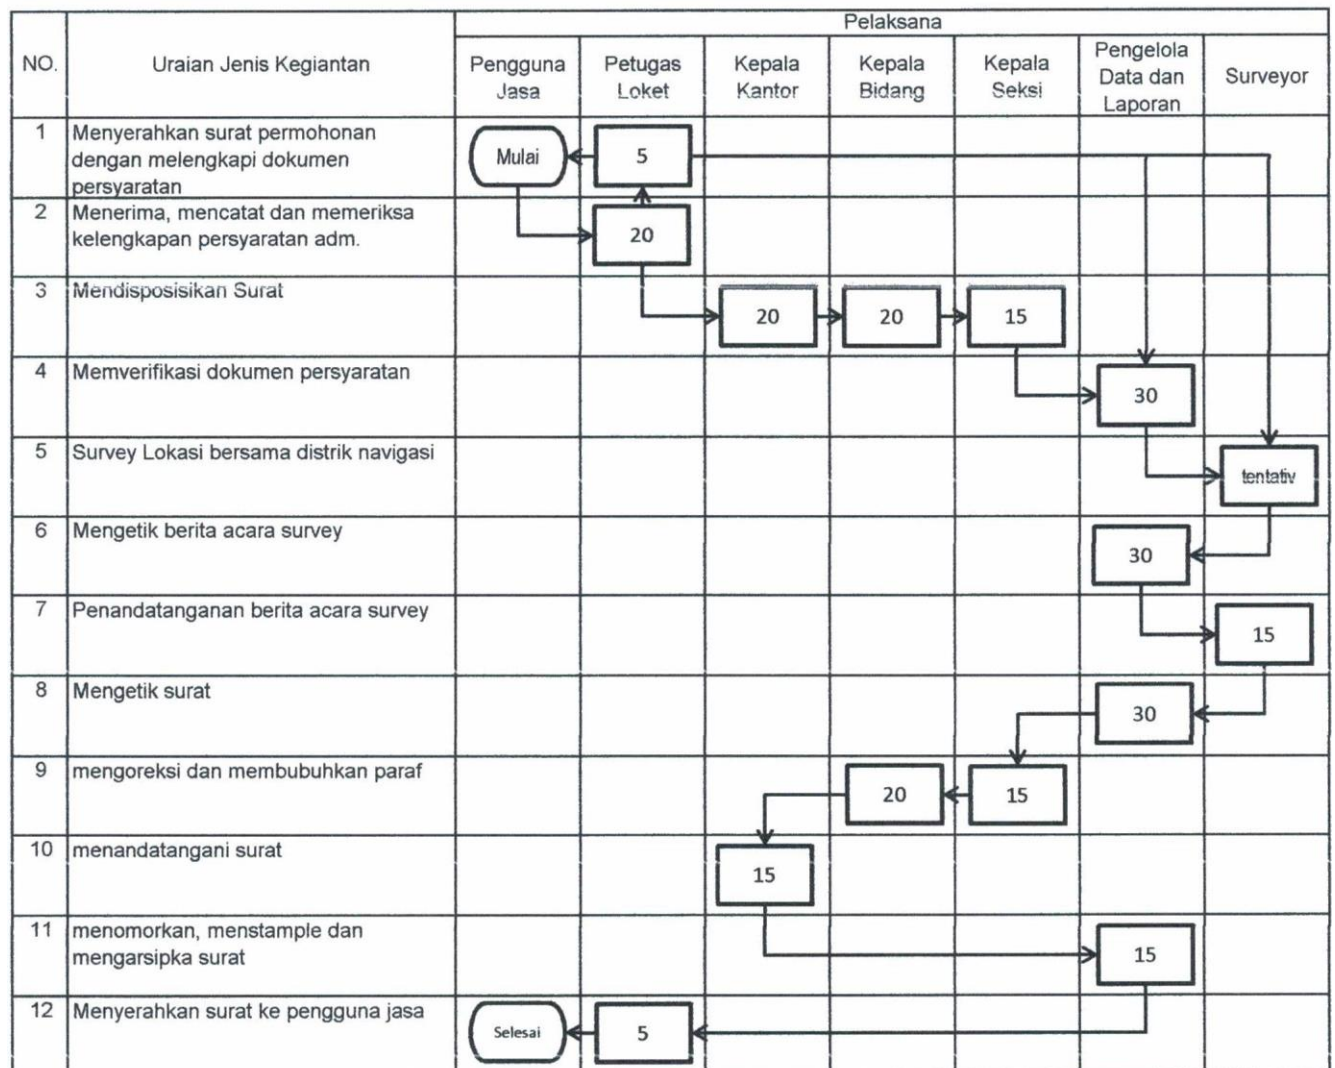 Pelaksana
NO.
Uraian Jenis Kegiantan
Pengguna
Jasa
Petugas
Loket
Kepala
Kantor
Kepala
Bidang
Kepala
Seksi
Pengelola
Data dan
Laporan
Surveyor
1
Menyerahkan surat permohonan
dengan melengkapi dokumen
persyaratan
Mulai
5
2
Menerima, mencatat dan memeriksa
kelengkapan persyaratan adm.
20
3
Mendisposisikan Surat
20
20
15
4
Memverifikasi dokumen persyaratan
30
5
Survey Lokasi bersama distrik navigasi
tentativ
6
Mengetik berita acara survey
30
7
Penandatanganan berita acara survey
15
8
Mengetik surat
30
9
mengoreksi dan membubuhkan paraf
20
15
10
menandatangani surat
15
11
menomorkan, menstample dan
mengarsipka surat
15
12
Menyerahkan surat ke pengguna jasa
Selesai
5